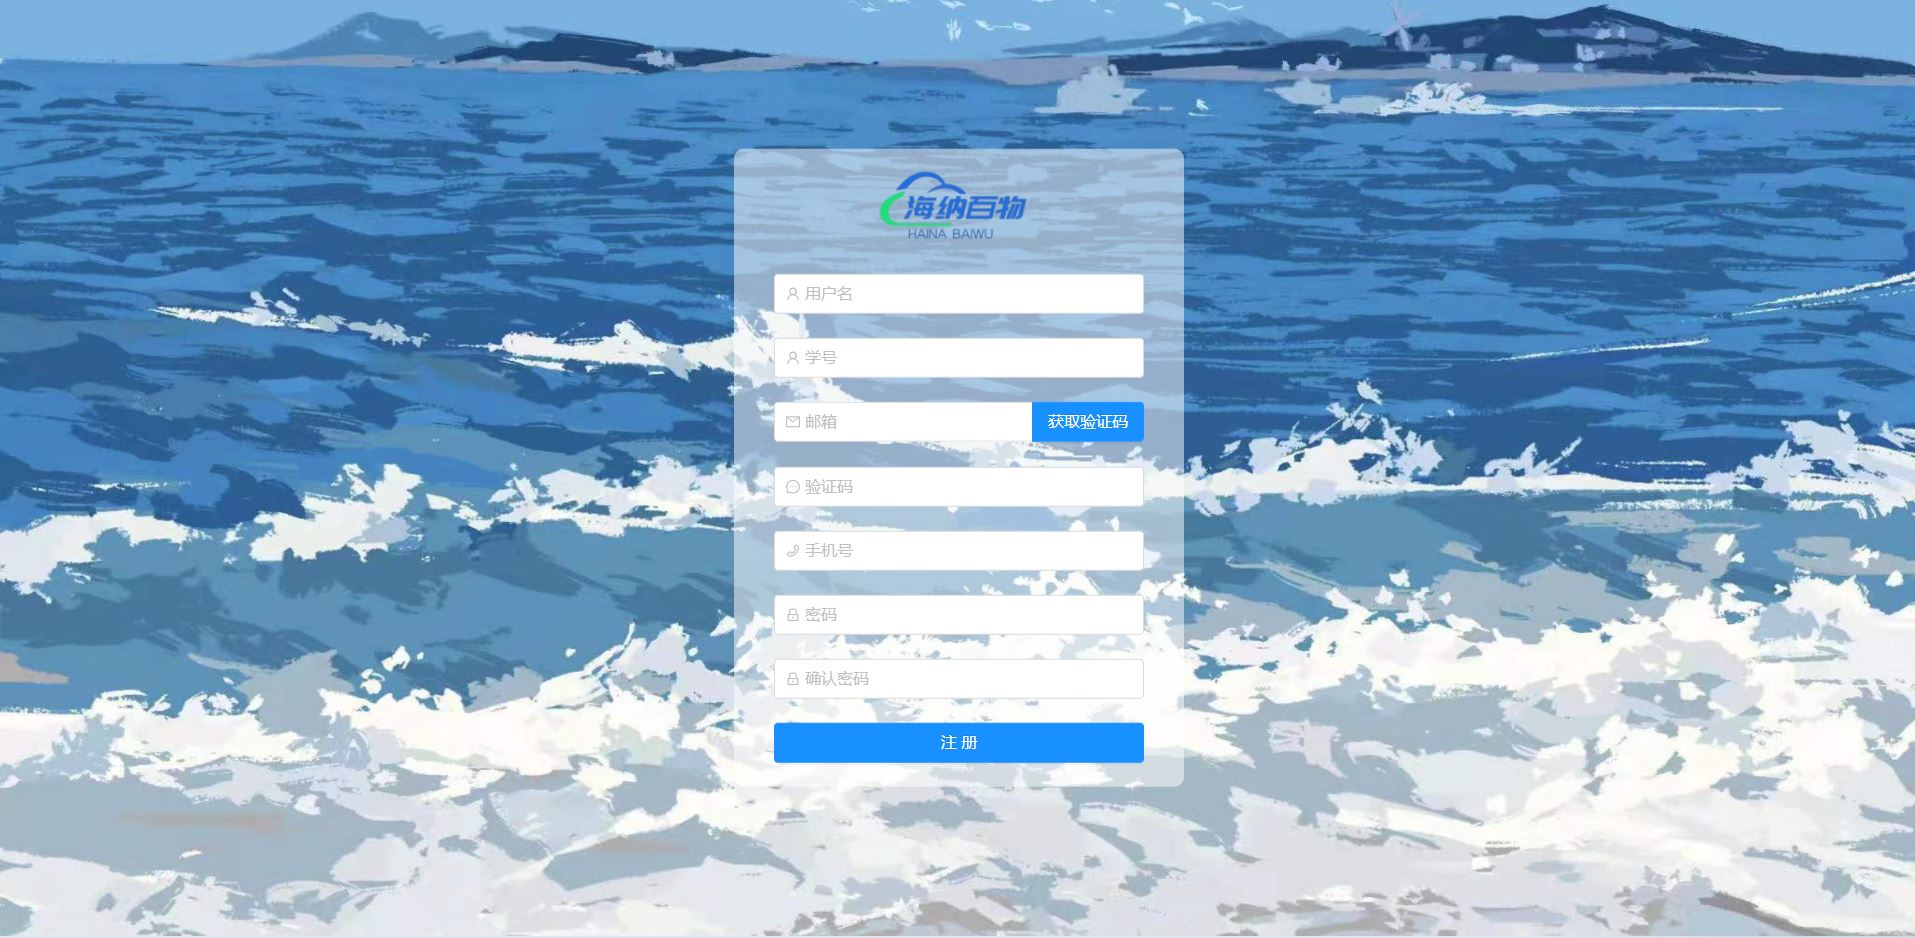 海纳百物
HAINA BAIWU
用户名
学号
邮箱
获取验证码
验证码
手机号
密码
确认密码
注 册